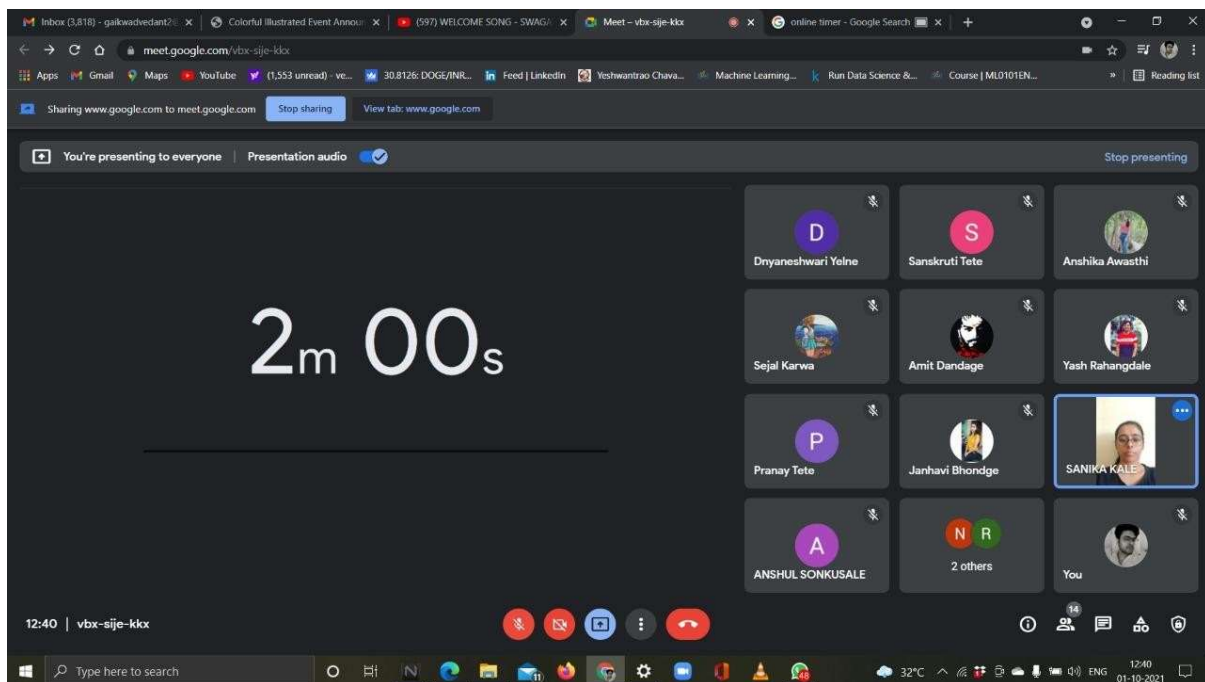 Inbox (3,818) - gaikwadvedant2
Colorful Illustrated Event Announ
(597) WELCOME SONG - SWAGA
Meet – vbx-sije-kkx
online timer - Google Search
meet.google.com/vbx-sije-kkx
Apps
Gmail
Maps
YouTube
(1,553 unread) - ve...
30.8126: DOGE/INR...
Feed | LinkedIn
Yeshwantrao Chava...
Machine Learning...
Run Data Science &...
Course | ML0101EN...
»
Reading list
Sharing www.google.com to meet.google.com
Stop sharing
View tab: www.google.com
You're presenting to everyone
Presentation audio
Stop presenting
2m 00s
D
Dnyaneshwari Yelne
S
Sanskruti Tete
Anshika Awasthi
Sejal Karwa
Amit Dandage
Yash Rahangdale
P
Pranay Tete
Janhavi Bhondge
SANIKA KALE
A
ANSHUL SONKUSALE
N R
2 others
You
12:40 | vbx-sije-kkx
14
Type here to search
32°C
ENG
12:40
01-10-2021